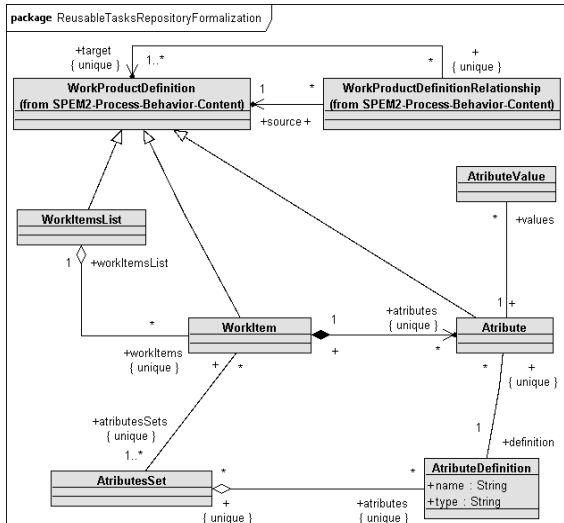 package ReusableTasksRepositoryFormalization
+target
{ unique }
1..*
*
+
{ unique }
WorkProductDefinition
(from SPEM2-Process-Behavior-Content)
1
*
+source +
WorkProductDefinitionRelationship
(from SPEM2-Process-Behavior-Content)
AtributeValue
*
+values
WorkItemsList
1
+workItemsList
*
+workItems
{ unique }
WorkItem
1
+
+atributes
{ unique }
*
1 +
Atribute
+
*
+atributesSets
{ unique }
1..*
*
+
{ unique }
1
+definition
AtributesSet
*
+
{ unique }
*
+atributes
{ unique }
AtributeDefinition
+name : String
+type : String